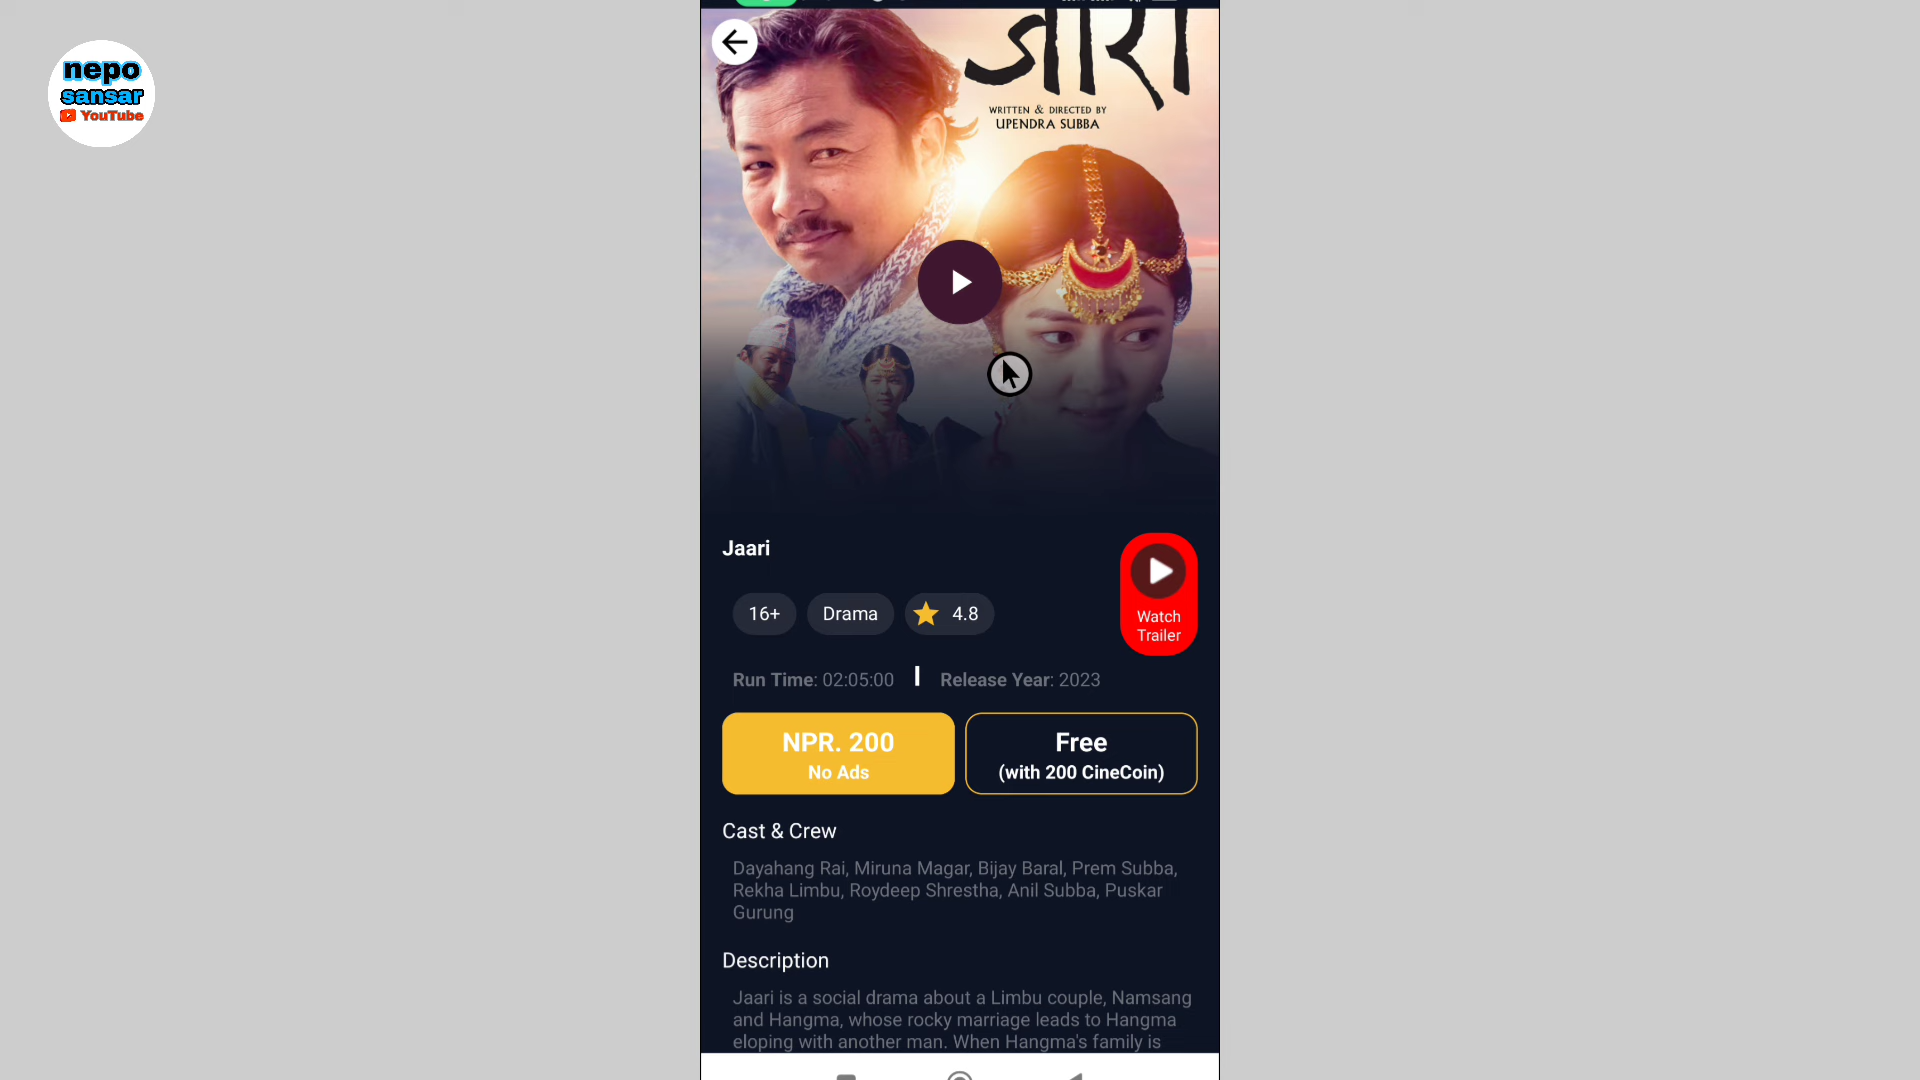 nepo
sansar
YouTube
जारी
WRITTEN & DIRECTED BY
UPENDRA SUBBA
Jaari
16+
Drama
4.8
Watch
Trailer
Run Time: 02:05:00
Release Year: 2023
NPR. 200
No Ads
Free
(with 200 CineCoin)
Cast & Crew
Dayahang Rai, Miruna Magar, Bijay Baral, Prem Subba,
Rekha Limbu, Roydeep Shrestha, Anil Subba, Puskar
Gurung
Description
Jaari is a social drama about a Limbu couple, Namsang
and Hangma, whose rocky marriage leads to Hangma
eloping with another man. When Hangma's family is